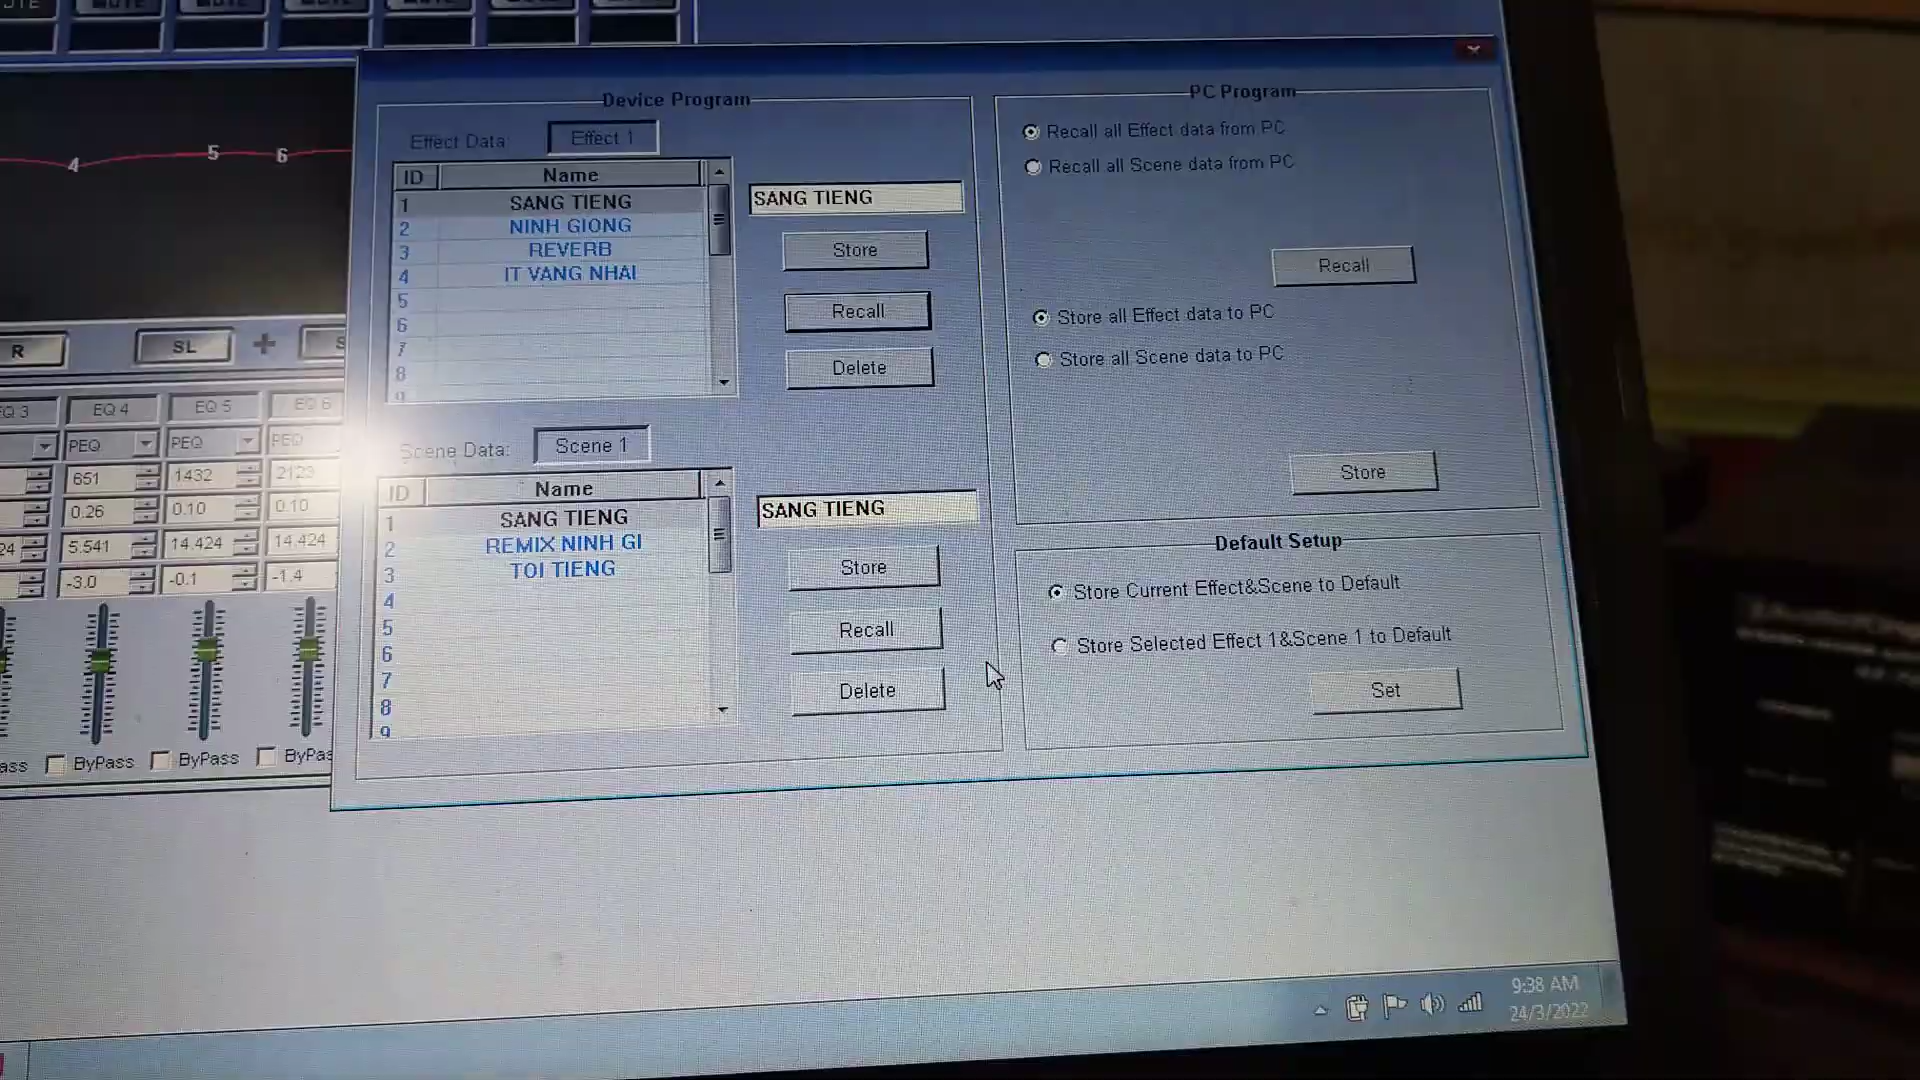 Device Program
Effect Data: Effect 1
ID Name
1 SANG TIENG
2 NINH GIONG
3 REVERB
4 IT VANG NHAI
5
6
7
8
SANG TIENG
Store
Recall
Delete
Scene Data: Scene 1
ID Name
1 SANG TIENG
2 REMIX NINH GI
3 TOI TIENG
4
5
6
7
8
9
SANG TIENG
Store
Recall
Delete
PC Program
Recall all Effect data from PC
Recall all Scene data from PC
Recall
Store all Effect data to PC
Store all Scene data to PC
Store
Default Setup
Store Current Effect&Scene to Default
Store Selected Effect 1&Scene 1 to Default
Set
4 5 6
R SL +
EQ 4 EQ 5 EQ 6
PEQ PEQ PEQ
651 1432 2123
0.26 0.10 0.10
5.541 14.424 14.424
-3.0 -0.1 -1.4
ByPass ByPass
9:38 AM
24/3/2022